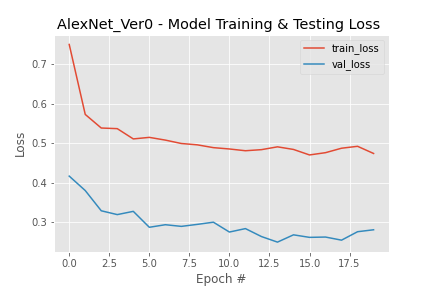 AlexNet_Ver0 - Model Training & Testing Loss
train_loss
val_loss
0.7
0.6
0.5
0.4
0.3
Loss
0.0 2.5 5.0 7.5 10.0 12.5 15.0 17.5
Epoch #